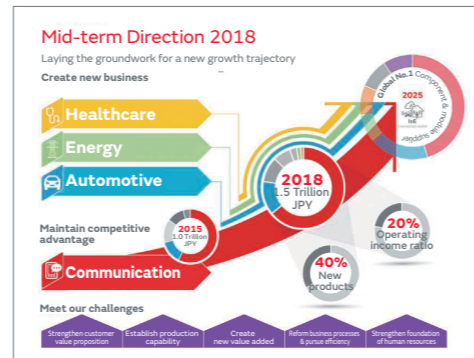 Mid-term Direction 2018
Laying the groundwork for a new growth trajectory
Create new business
Healthcare
Energy
Automotive
Global No.1 Component & module supplier
2025
IoE
2018
1.5 Trillion
JPY
Maintain competitive
advantage
2015
1.0 Trillion
JPY
20%
Operating
income ratio
40%
New
products
Communication
Meet our challenges
Strengthen customer
value proposition
Establish production
capability
Create
new value added
Reform business processes
& pursue efficiency
Strengthen foundation
of human resources